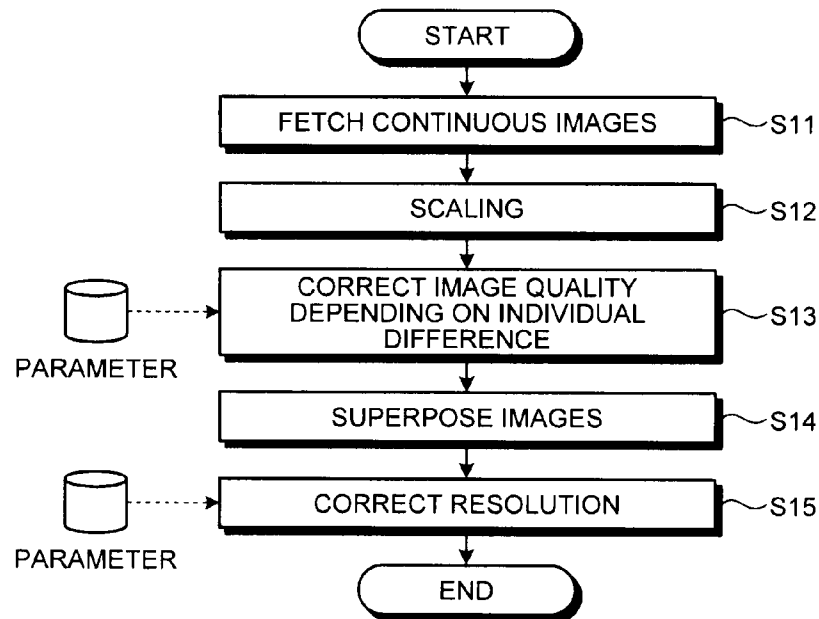 START
FETCH CONTINUOUS IMAGES
S11
SCALING
S12
CORRECT IMAGE QUALITY
DEPENDING ON INDIVIDUAL
DIFFERENCE
S13
PARAMETER
SUPERPOSE IMAGES
S14
CORRECT RESOLUTION
S15
PARAMETER
END